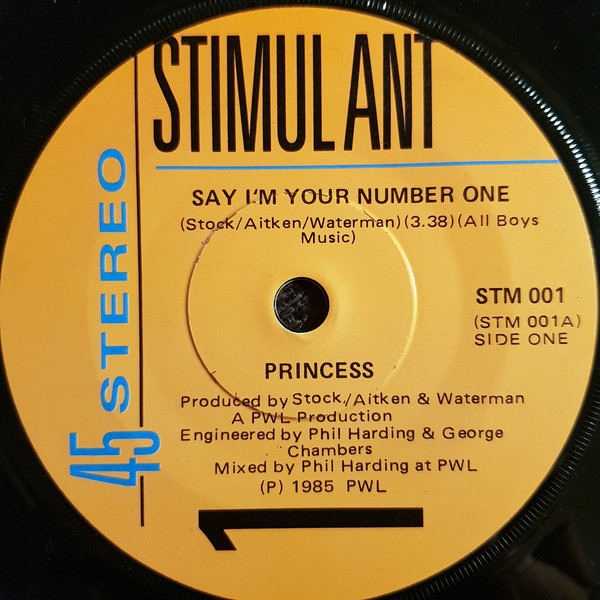 STIMULANT
SAY I'M YOUR NUMBER ONE
(Stock/Aitken/Waterman)(3.38)(All Boys
Music)
45 STEREO
STM 001
(STM 001A)
SIDE ONE
PRINCESS
Produced by Stock./Aitken & Waterman
A PWL Production
Engineered by Phil Harding & George
Chambers
Mixed by Phil Harding at PWL
(P) 1985 PWL
1